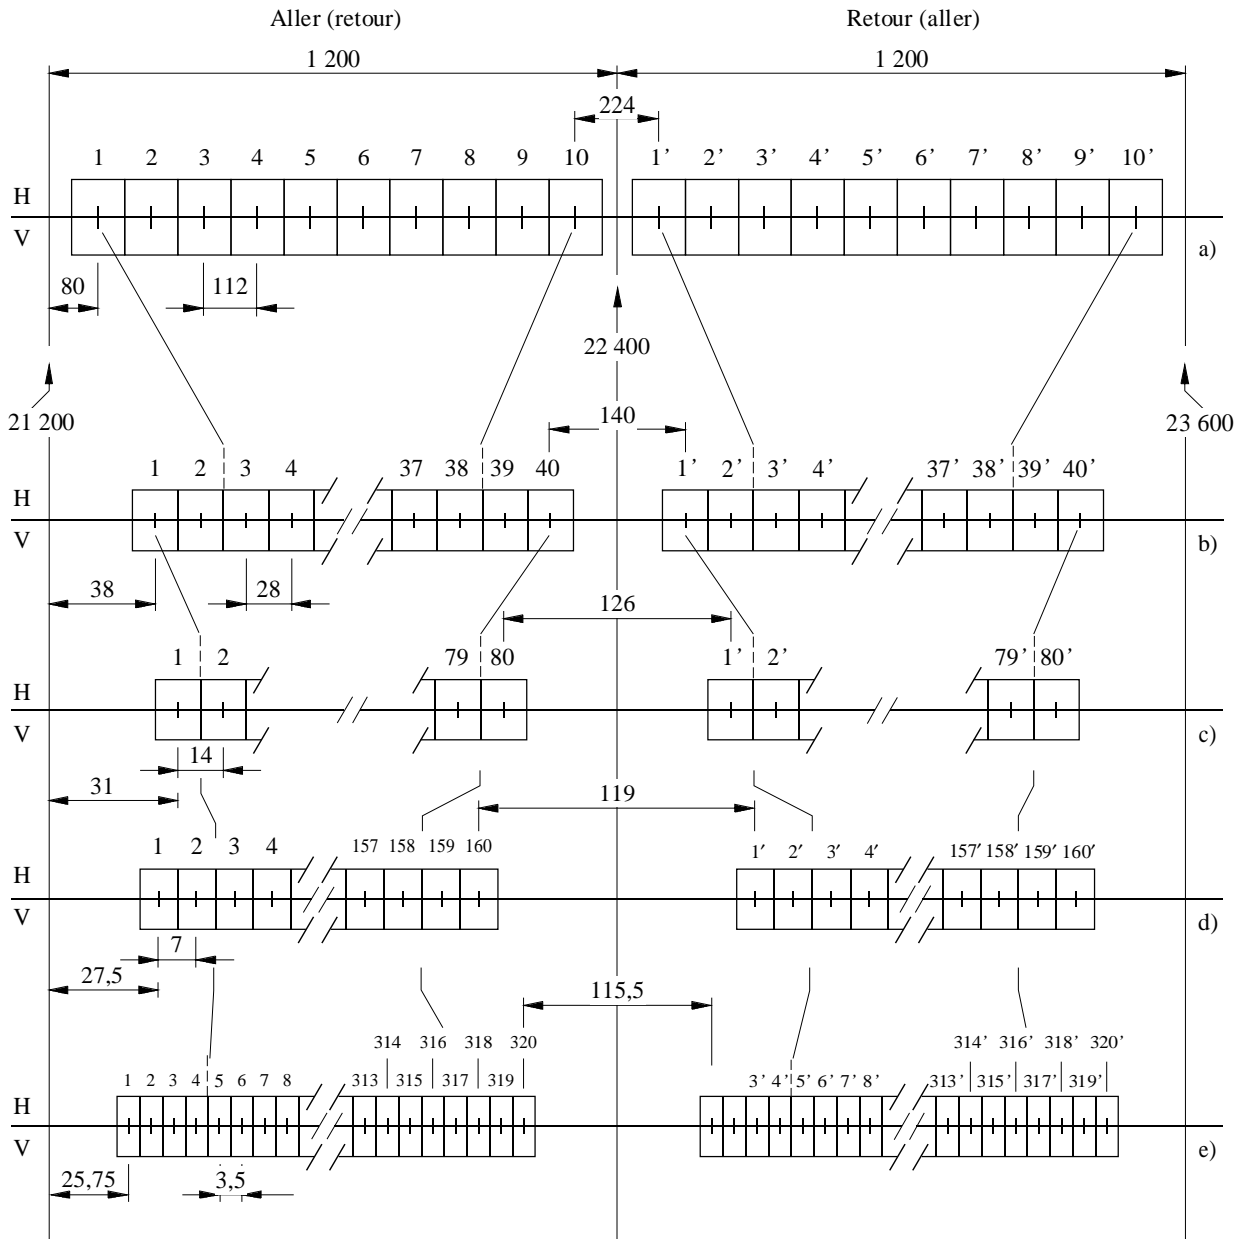 Aller (retour) Retour (aller)
1 200 1 200
224
1 2 3 4 5 6 7 8 9 10 1’ 2’ 3’ 4’ 5’ 6’ 7’ 8’ 9’ 10’
H
V a)
80 112
22 400
21 200 140 23 600
1 2 3 4 37 38 39 40 1’ 2’ 3’ 4’ 37’ 38’ 39’ 40’
H
V b)
38 28 126
1 2 79 80 1’ 2’ 79’ 80’
H
V c)
14
31 119
1 2 3 4 157 158 159 160 1′ 2′ 3′ 4′ 157′ 158′ 159′ 160′
H
V d)
7
27,5 115,5
314 316 318 320 314’ 316’ 318’ 320’
1 2 3 4 5 6 7 8 313 315 317 319 3’ 4’ 5’ 6’ 7’ 8’ 313’ 315’ 317’ 319’
H
V e)
25,75 3,5